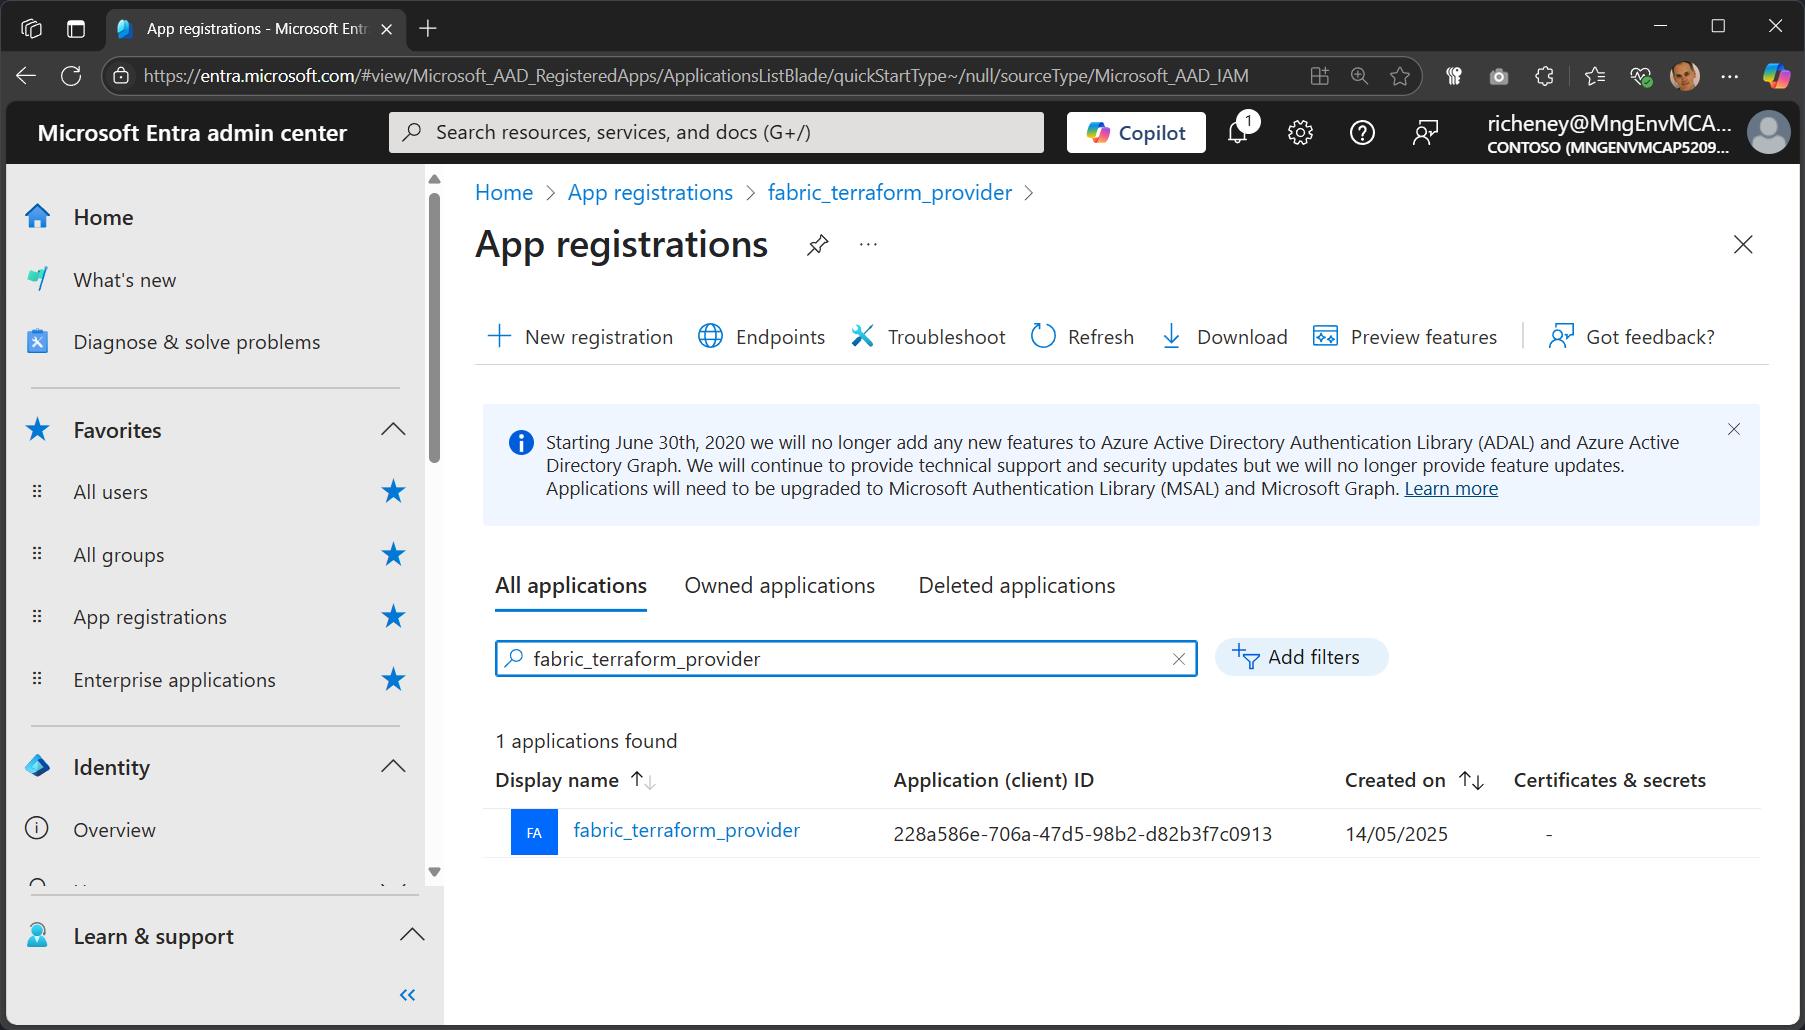 App registrations - Microsoft Entr
https://entra.microsoft.com/#view/Microsoft_AAD_RegisteredApps/ApplicationsListBlade/quickStartType~/null/sourceType/Microsoft_AAD_IAM
Microsoft Entra admin center
Search resources, services, and docs (G+/)
Copilot
1
richeney@MngEnvMCA...
CONTOSO (MNGENVMCAP5209...
Home
What's new
Diagnose & solve problems
Favorites
All users
All groups
App registrations
Enterprise applications
Identity
Overview
Learn & support
Home > App registrations > fabric_terraform_provider >
App registrations
New registration
Endpoints
Troubleshoot
Refresh
Download
Preview features
Got feedback?
Starting June 30th, 2020 we will no longer add any new features to Azure Active Directory Authentication Library (ADAL) and Azure Active
Directory Graph. We will continue to provide technical support and security updates but we will no longer provide feature updates.
Applications will need to be upgraded to Microsoft Authentication Library (MSAL) and Microsoft Graph. Learn more
All applications
Owned applications
Deleted applications
fabric_terraform_provider
Add filters
1 applications found
Display name
Application (client) ID
Created on
Certificates & secrets
FA
fabric_terraform_provider
228a586e-706a-47d5-98b2-d82b3f7c0913
14/05/2025
-